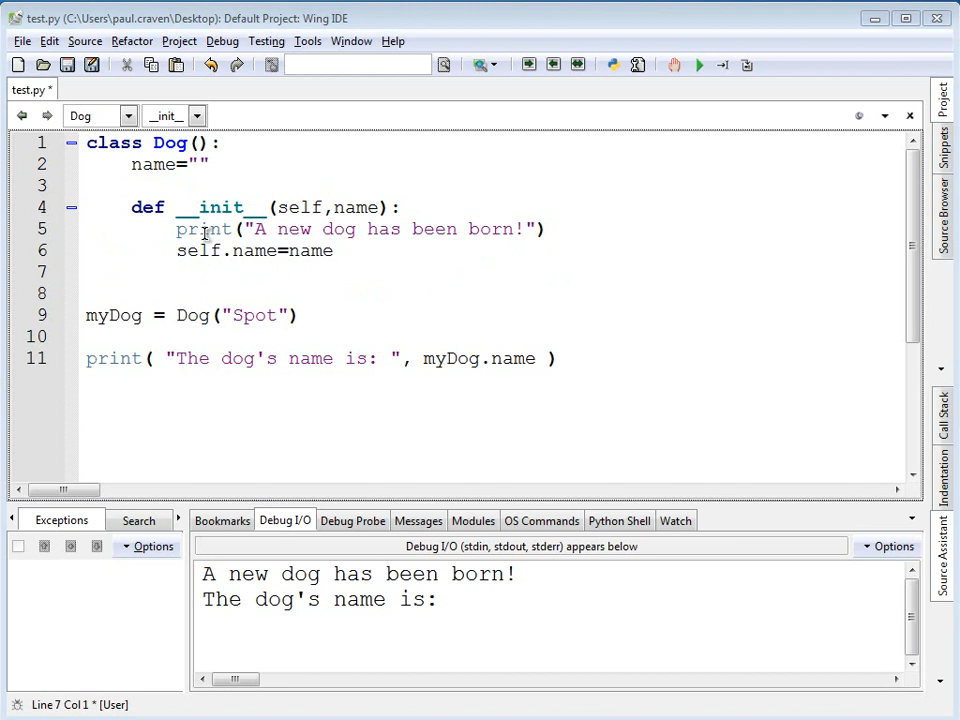 test.py (C:\Users\paul.craven\Desktop): Default Project: Wing IDE
File Edit Source Refactor Project Debug Testing Tools Window Help
test.py *
Dog __init__
1 class Dog():
2 name=""
3
4 def __init__(self,name):
5 print("A new dog has been born!")
6 self.name=name
7
8
9 myDog = Dog("Spot")
10
11 print( "The dog's name is: ", myDog.name )
Project
Snippets
Source Browser
Call Stack
Indentation
Source Assistant
Exceptions Search
Options
Bookmarks Debug I/O Debug Probe Messages Modules OS Commands Python Shell Watch
Debug I/O (stdin, stdout, stderr) appears below
Options
A new dog has been born!
The dog's name is:
Line 7 Col 1 * [User]